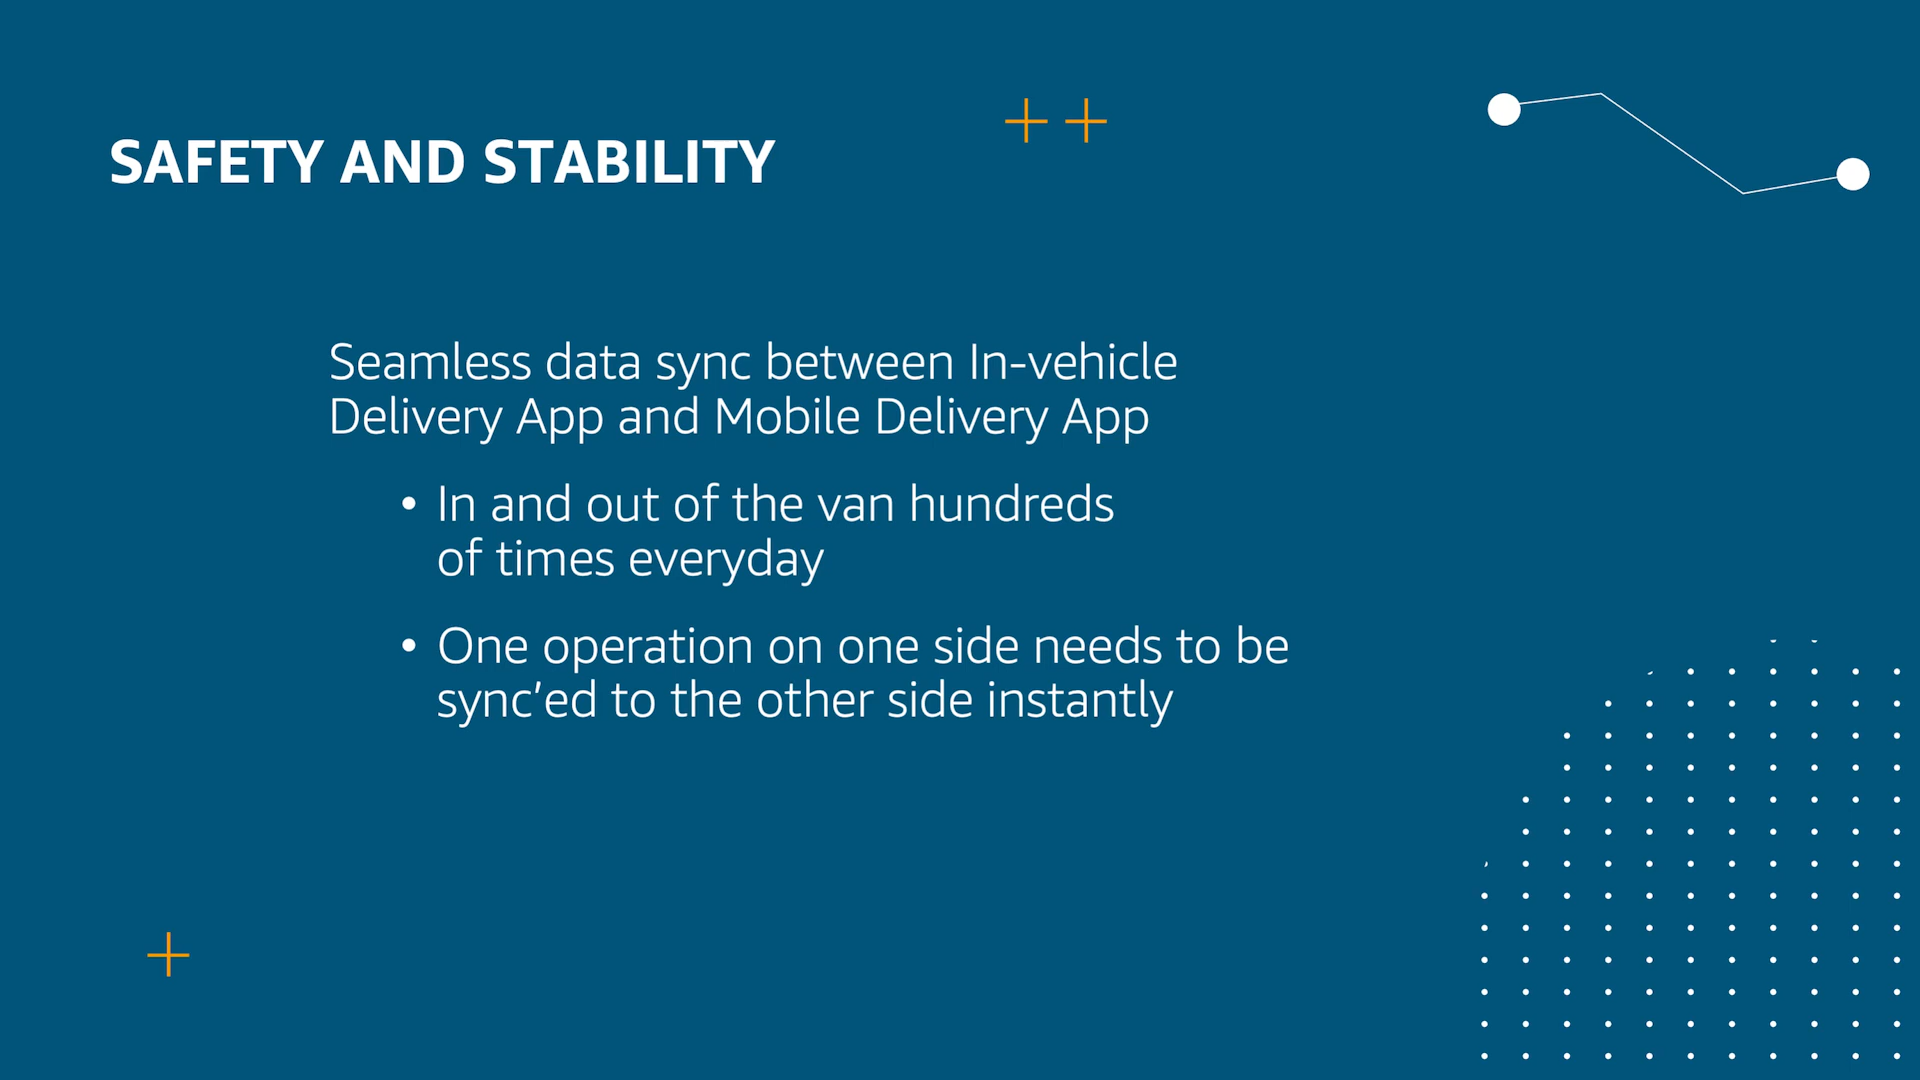 SAFETY AND STABILITY
Seamless data sync between In-vehicle
Delivery App and Mobile Delivery App
• In and out of the van hundreds
of times everyday
• One operation on one side needs to be
sync’ed to the other side instantly